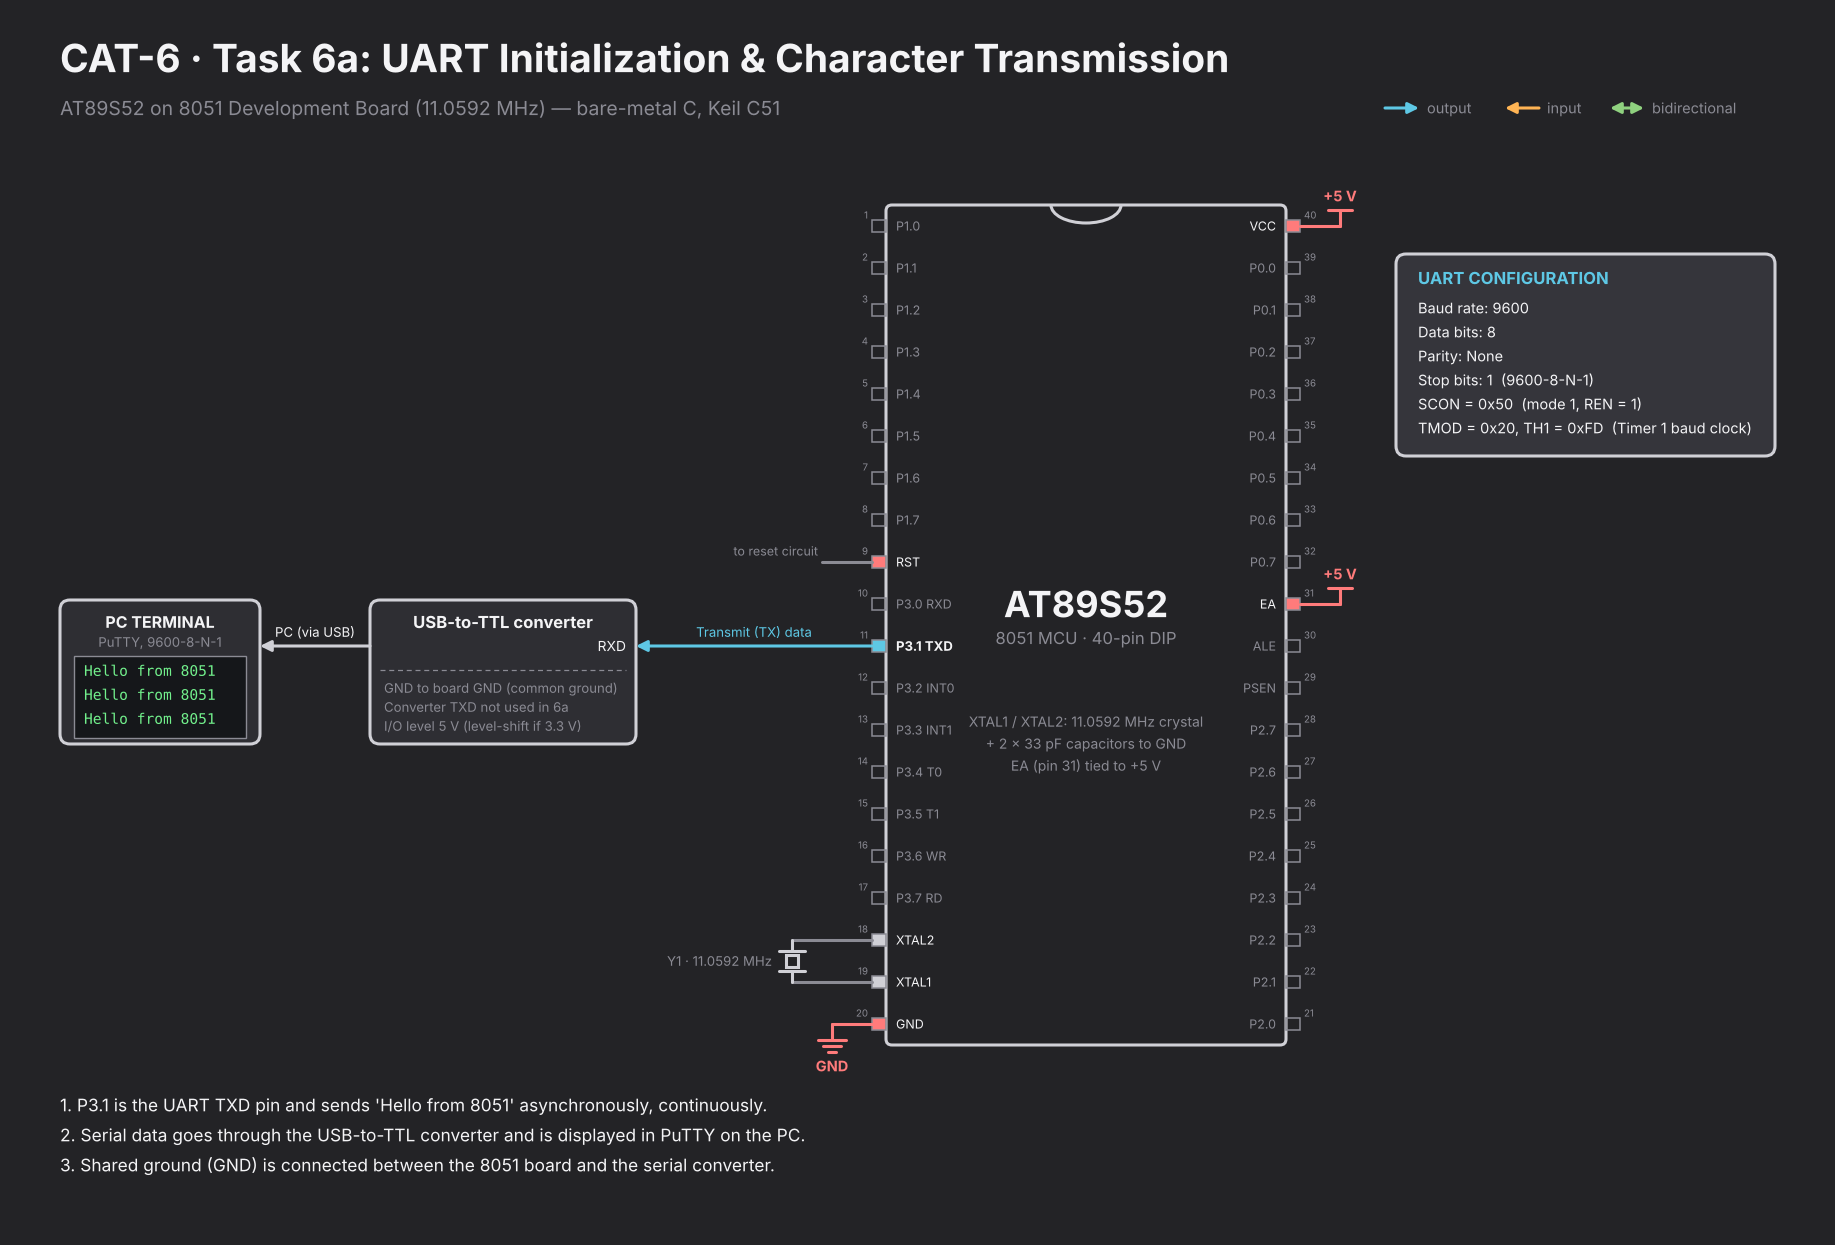 CAT-6 · Task 6a: UART Initialization & Character Transmission
AT89S52 on 8051 Development Board (11.0592 MHz) — bare-metal C, Keil C51
output
input
bidirectional
+5 V
1
P1.0
2
P1.1
3
P1.2
4
P1.3
5
P1.4
6
P1.5
7
P1.6
8
P1.7
to reset circuit
9
RST
10
P3.0 RXD
11
P3.1 TXD
12
P3.2 INT0
13
P3.3 INT1
14
P3.4 T0
15
P3.5 T1
16
P3.6 WR
17
P3.7 RD
18
XTAL2
19
XTAL1
20
GND
VCC
40
P0.0
39
P0.1
38
P0.2
37
P0.3
36
P0.4
35
P0.5
34
P0.6
33
P0.7
32
+5 V
EA
31
ALE
30
PSEN
29
P2.7
28
P2.6
27
P2.5
26
P2.4
25
P2.3
24
P2.2
23
P2.1
22
P2.0
21
AT89S52
8051 MCU · 40-pin DIP
XTAL1 / XTAL2: 11.0592 MHz crystal
+ 2 × 33 pF capacitors to GND
EA (pin 31) tied to +5 V
UART CONFIGURATION
Baud rate: 9600
Data bits: 8
Parity: None
Stop bits: 1 (9600-8-N-1)
SCON = 0x50 (mode 1, REN = 1)
TMOD = 0x20, TH1 = 0xFD (Timer 1 baud clock)
PC TERMINAL
PuTTY, 9600-8-N-1
Hello from 8051
Hello from 8051
Hello from 8051
PC (via USB)
USB-to-TTL converter
RXD
GND to board GND (common ground)
Converter TXD not used in 6a
I/O level 5 V (level-shift if 3.3 V)
Transmit (TX) data
Y1 · 11.0592 MHz
GND
1. P3.1 is the UART TXD pin and sends 'Hello from 8051' asynchronously, continuously.
2. Serial data goes through the USB-to-TTL converter and is displayed in PuTTY on the PC.
3. Shared ground (GND) is connected between the 8051 board and the serial converter.